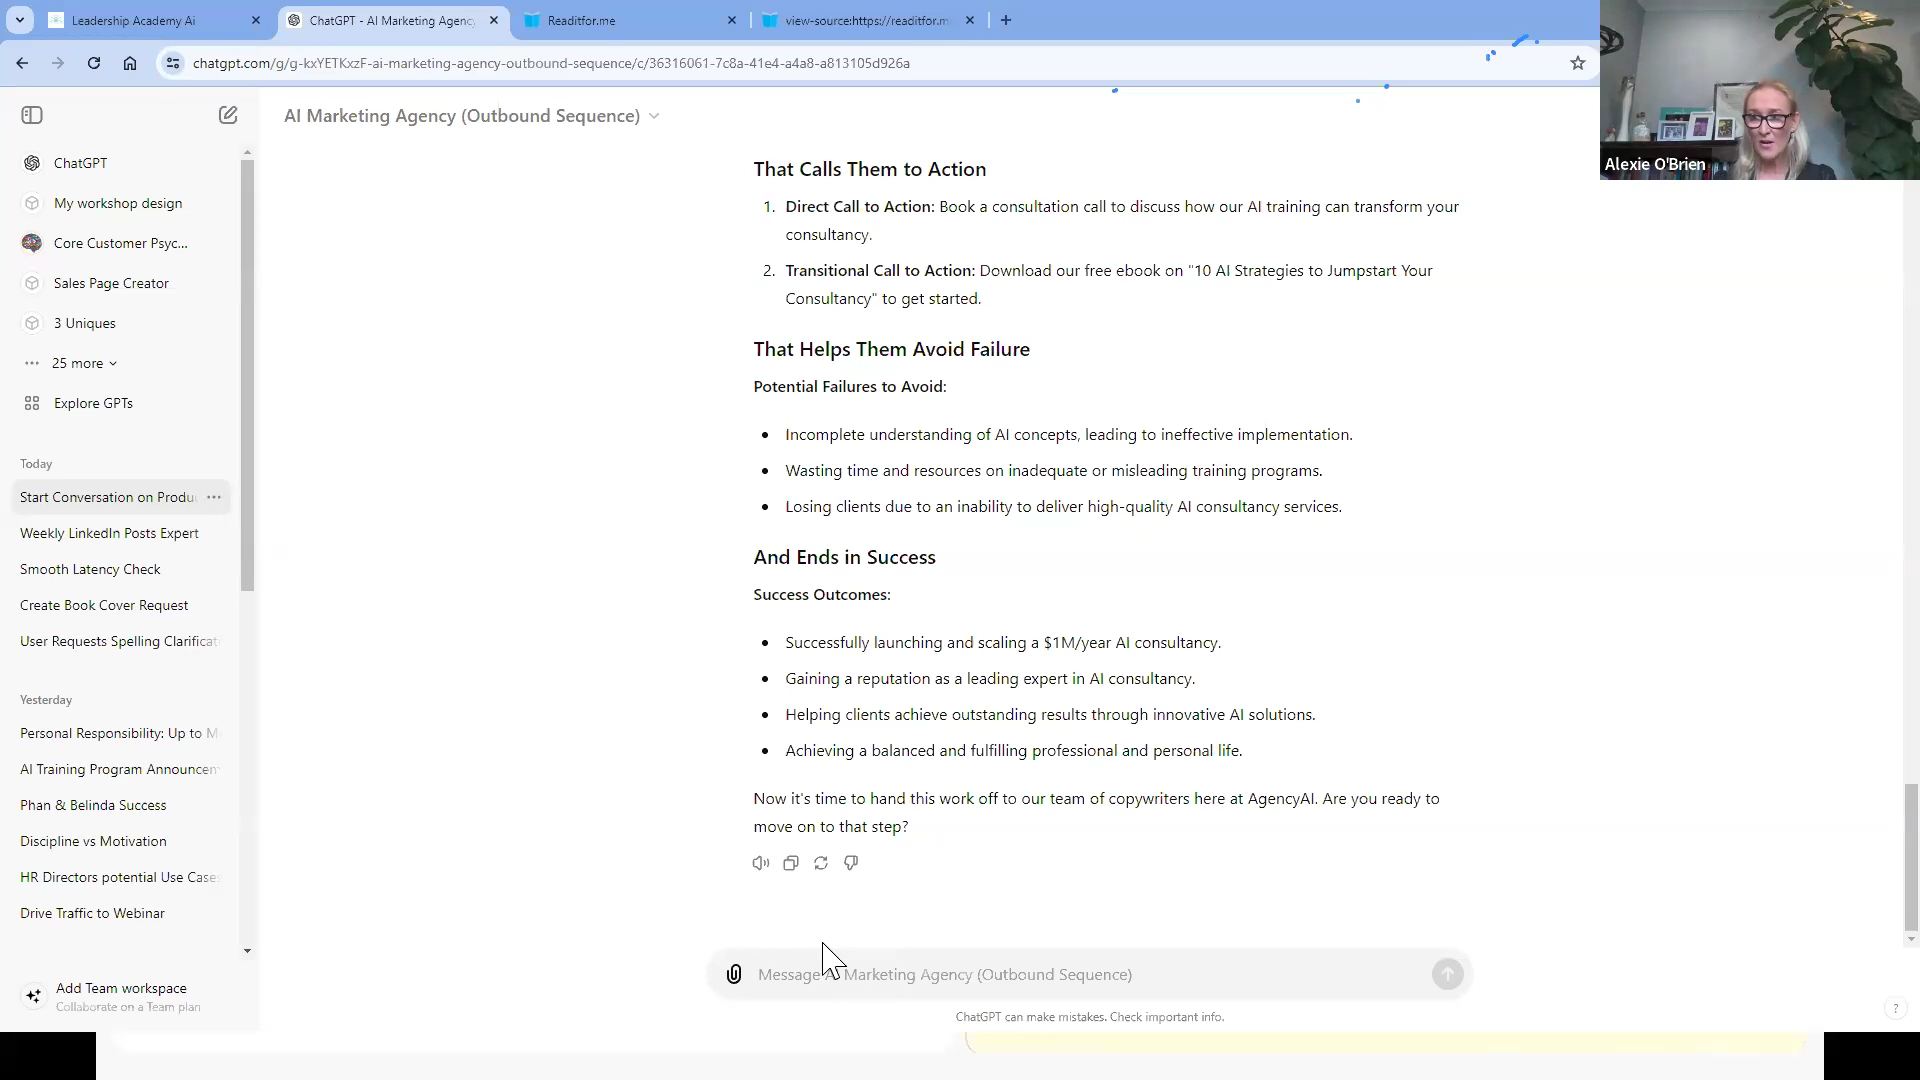 Leadership Academy Ai
ChatGPT - AI Marketing Agency
Readitfor.me
view-source:https://readitfor.m
chatgpt.com/g/g-kxYETKxzF-ai-marketing-agency-outbound-sequence/c/36316061-7c8a-41e4-a4a8-a813105d926a
Alexie O'Brien
AI Marketing Agency (Outbound Sequence)
ChatGPT
My workshop design
Core Customer Psyc...
Sales Page Creator
3 Uniques
25 more
Explore GPTs
Today
Start Conversation on Produ
Weekly LinkedIn Posts Expert
Smooth Latency Check
Create Book Cover Request
User Requests Spelling Clarificat
Yesterday
Personal Responsibility: Up to M
AI Training Program Announcem
Phan & Belinda Success
Discipline vs Motivation
HR Directors potential Use Case
Drive Traffic to Webinar
Add Team workspace
Collaborate on a Team plan
That Calls Them to Action
1. Direct Call to Action: Book a consultation call to discuss how our AI training can transform your
consultancy.
2. Transitional Call to Action: Download our free ebook on "10 AI Strategies to Jumpstart Your
Consultancy" to get started.
That Helps Them Avoid Failure
Potential Failures to Avoid:
• Incomplete understanding of AI concepts, leading to ineffective implementation.
• Wasting time and resources on inadequate or misleading training programs.
• Losing clients due to an inability to deliver high-quality AI consultancy services.
And Ends in Success
Success Outcomes:
• Successfully launching and scaling a $1M/year AI consultancy.
• Gaining a reputation as a leading expert in AI consultancy.
• Helping clients achieve outstanding results through innovative AI solutions.
• Achieving a balanced and fulfilling professional and personal life.
Now it's time to hand this work off to our team of copywriters here at AgencyAI. Are you ready to
move on to that step?
Message AI Marketing Agency (Outbound Sequence)
ChatGPT can make mistakes. Check important info.
?